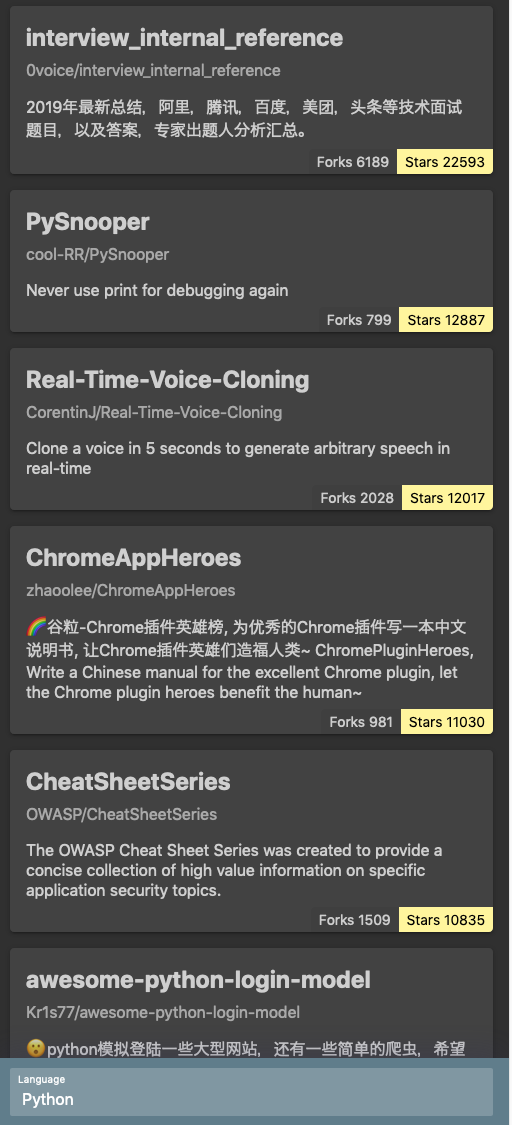 interview_internal_reference
0voice/interview_internal_reference
2019年最新总结，阿里，腾讯，百度，美团，头条等技术面试
题目，以及答案，专家出题人分析汇总。
Forks 6189 Stars 22593
PySnooper
cool-RR/PySnooper
Never use print for debugging again
Forks 799 Stars 12887
Real-Time-Voice-Cloning
CorentinJ/Real-Time-Voice-Cloning
Clone a voice in 5 seconds to generate arbitrary speech in
real-time
Forks 2028 Stars 12017
ChromeAppHeroes
zhaoolee/ChromeAppHeroes
🌈谷粒-Chrome插件英雄榜, 为优秀的Chrome插件写一本中文
说明书, 让Chrome插件英雄们造福人类~ ChromePluginHeroes,
Write a Chinese manual for the excellent Chrome plugin, let
the Chrome plugin heroes benefit the human~
Forks 981 Stars 11030
CheatSheetSeries
OWASP/CheatSheetSeries
The OWASP Cheat Sheet Series was created to provide a
concise collection of high value information on specific
application security topics.
Forks 1509 Stars 10835
awesome-python-login-model
Kr1s77/awesome-python-login-model
😮python模拟登陆一些大型网站，还有一些简单的爬虫，希望
Language
Python